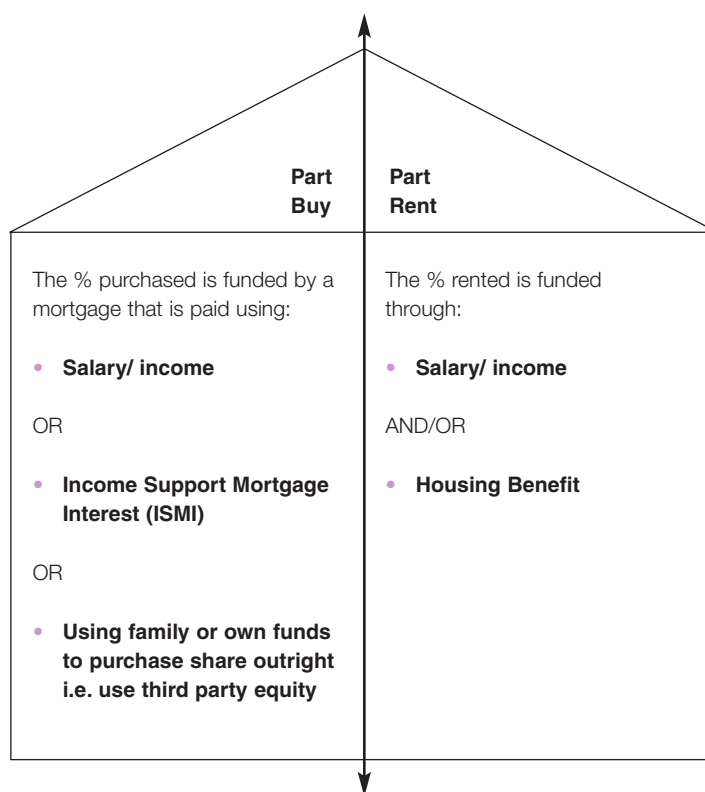 Part
Buy
Part
Rent
The % purchased is funded by a
mortgage that is paid using:
• Salary/ income
OR
• Income Support Mortgage
Interest (ISMI)
OR
• Using family or own funds
to purchase share outright
i.e. use third party equity
The % rented is funded
through:
• Salary/ income
AND/OR
• Housing Benefit